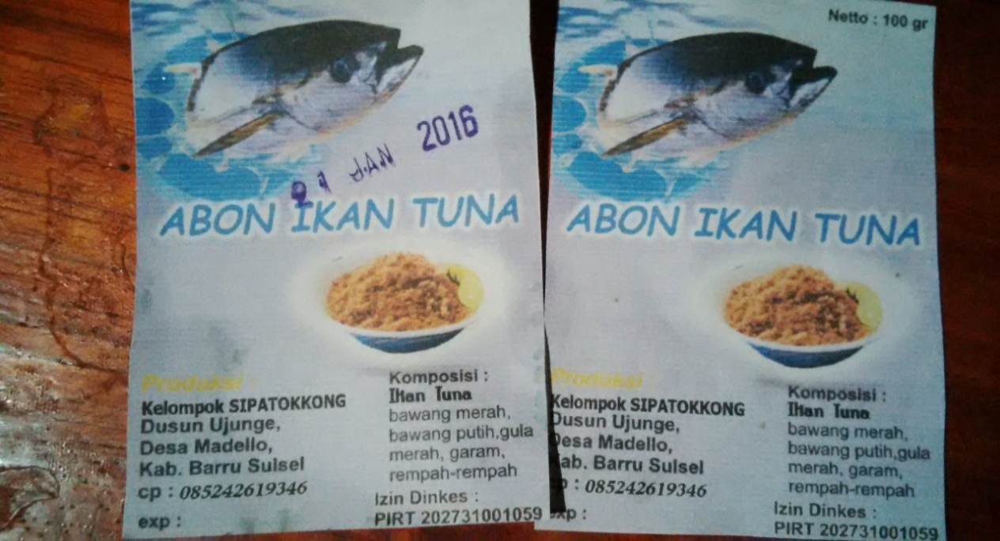 21 JAN 2016
ABON IKAN TUNA
Produksi :
Kelompok SIPATOKKONG
Dusun Ujunge,
Desa Madello,
Kab. Barru Sulsel
cp : 085242619346
exp :
Komposisi :
Ikan Tuna
bawang merah,
bawang putih,gula
merah, garam,
rempah-rempah
Izin Dinkes :
PIRT 202731001059
Netto : 100 gr
ABON IKAN TUNA
Produksi
Kelompok SIPATOKKONG
Dusun Ujunge,
Desa Madello,
Kab. Barru Sulsel
cp : 085242619346
exp :
Komposisi :
Ikan Tuna
bawang merah,
bawang putih,gula
merah, garam,
rempah-rempah
Izin Dinkes :
PIRT 202731001059